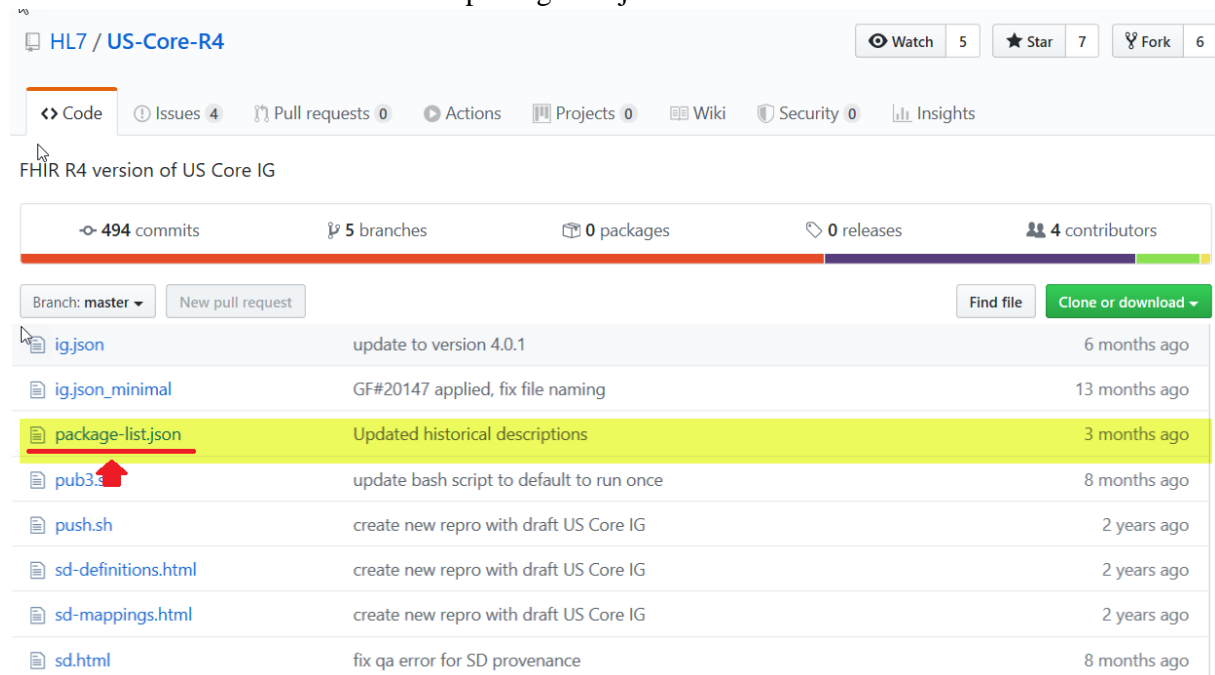 HL7 / US-Core-R4
Watch 5 Star 7 Fork 6
Code Issues 4 Pull requests 0 Actions Projects 0 Wiki Security 0 Insights
FHIR R4 version of US Core IG
494 commits 5 branches 0 packages 0 releases 4 contributors
Branch: master New pull request Find file Clone or download
ig.json update to version 4.0.1 6 months ago
ig.json_minimal GF#20147 applied, fix file naming 13 months ago
package-list.json Updated historical descriptions 3 months ago
pub3.s update bash script to default to run once 8 months ago
push.sh create new repro with draft US Core IG 2 years ago
sd-definitions.html create new repro with draft US Core IG 2 years ago
sd-mappings.html create new repro with draft US Core IG 2 years ago
sd.html fix qa error for SD provenance 8 months ago